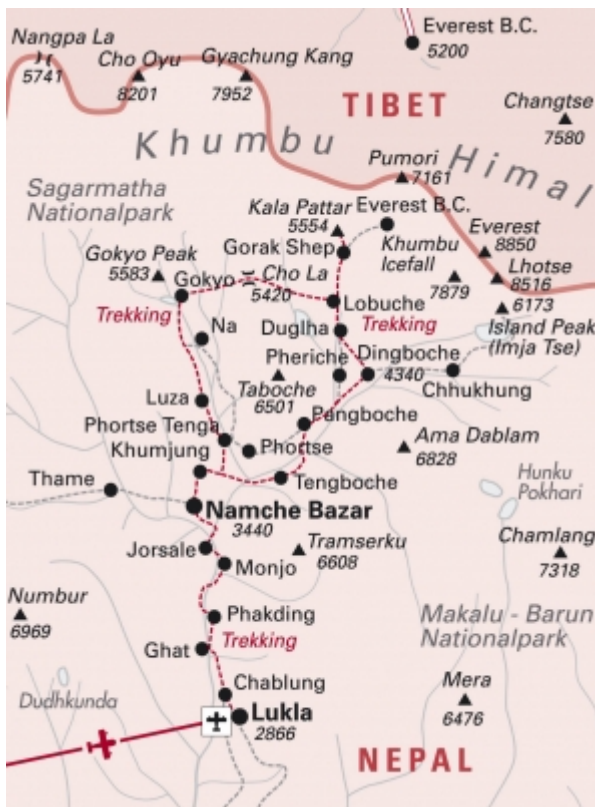 Everest B.C.
5200
Nangpa La
5741
Cho Oyu
8201
Gyachung Kang
7952
TIBET
Changtse
7580
Khumbu Himal
Pumori
7161
Sagarmatha
Nationalpark
Kala Pattar
5554
Everest B.C.
Gorak Shep
Khumbu
Icefall
7879
Everest
8850
Lhotse
8516
6173
Island Peak
(Imja Tse)
Gokyo Peak
5583
Gokyo
Cho La
5420
Lobuche
Trekking
Na
Duglha
Trekking
Pheriche
Dingboche
4340
Chhukhung
Luza
Taboche
6501
Pangboche
Phortse Tenga
Khumjung
Phortse
Ama Dablam
6828
Thame
Tengboche
Hunku
Pokhari
Namche Bazar
3440
Jorsale
Monjo
Tramserku
6608
Chamlang
7318
Numbur
6969
Phakding
Makalu - Barun
Nationalpark
Ghat
Trekking
Chablung
Mera
6476
Dudhkunda
Lukla
2866
NEPAL